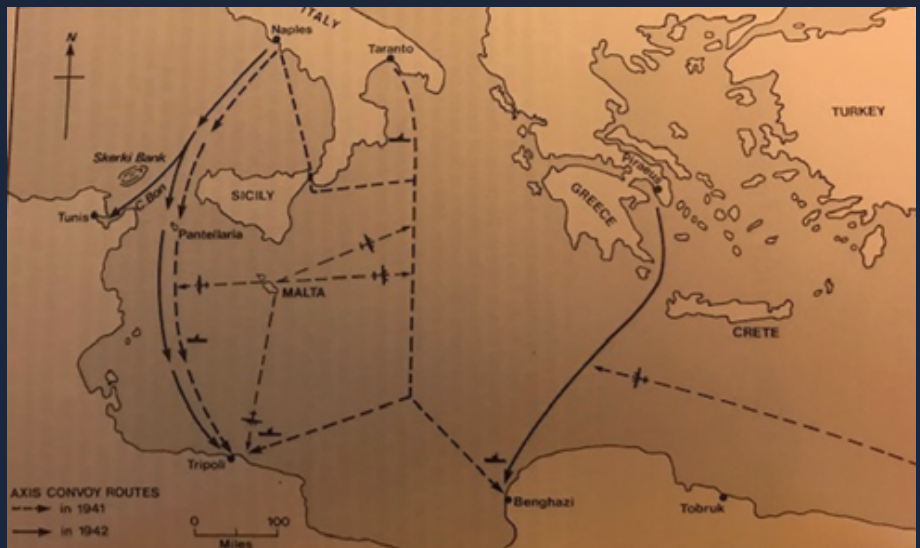 ITALY
Naples
Taranto
N
TURKEY
Skerki Bank
C.Bon
SICILY
Piraeus
GREECE
Tunis
Pantellaria
MALTA
CRETE
Tripoli
Benghazi
Tobruk
AXIS CONVOY ROUTES
in 1941
in 1942
0 100
Miles